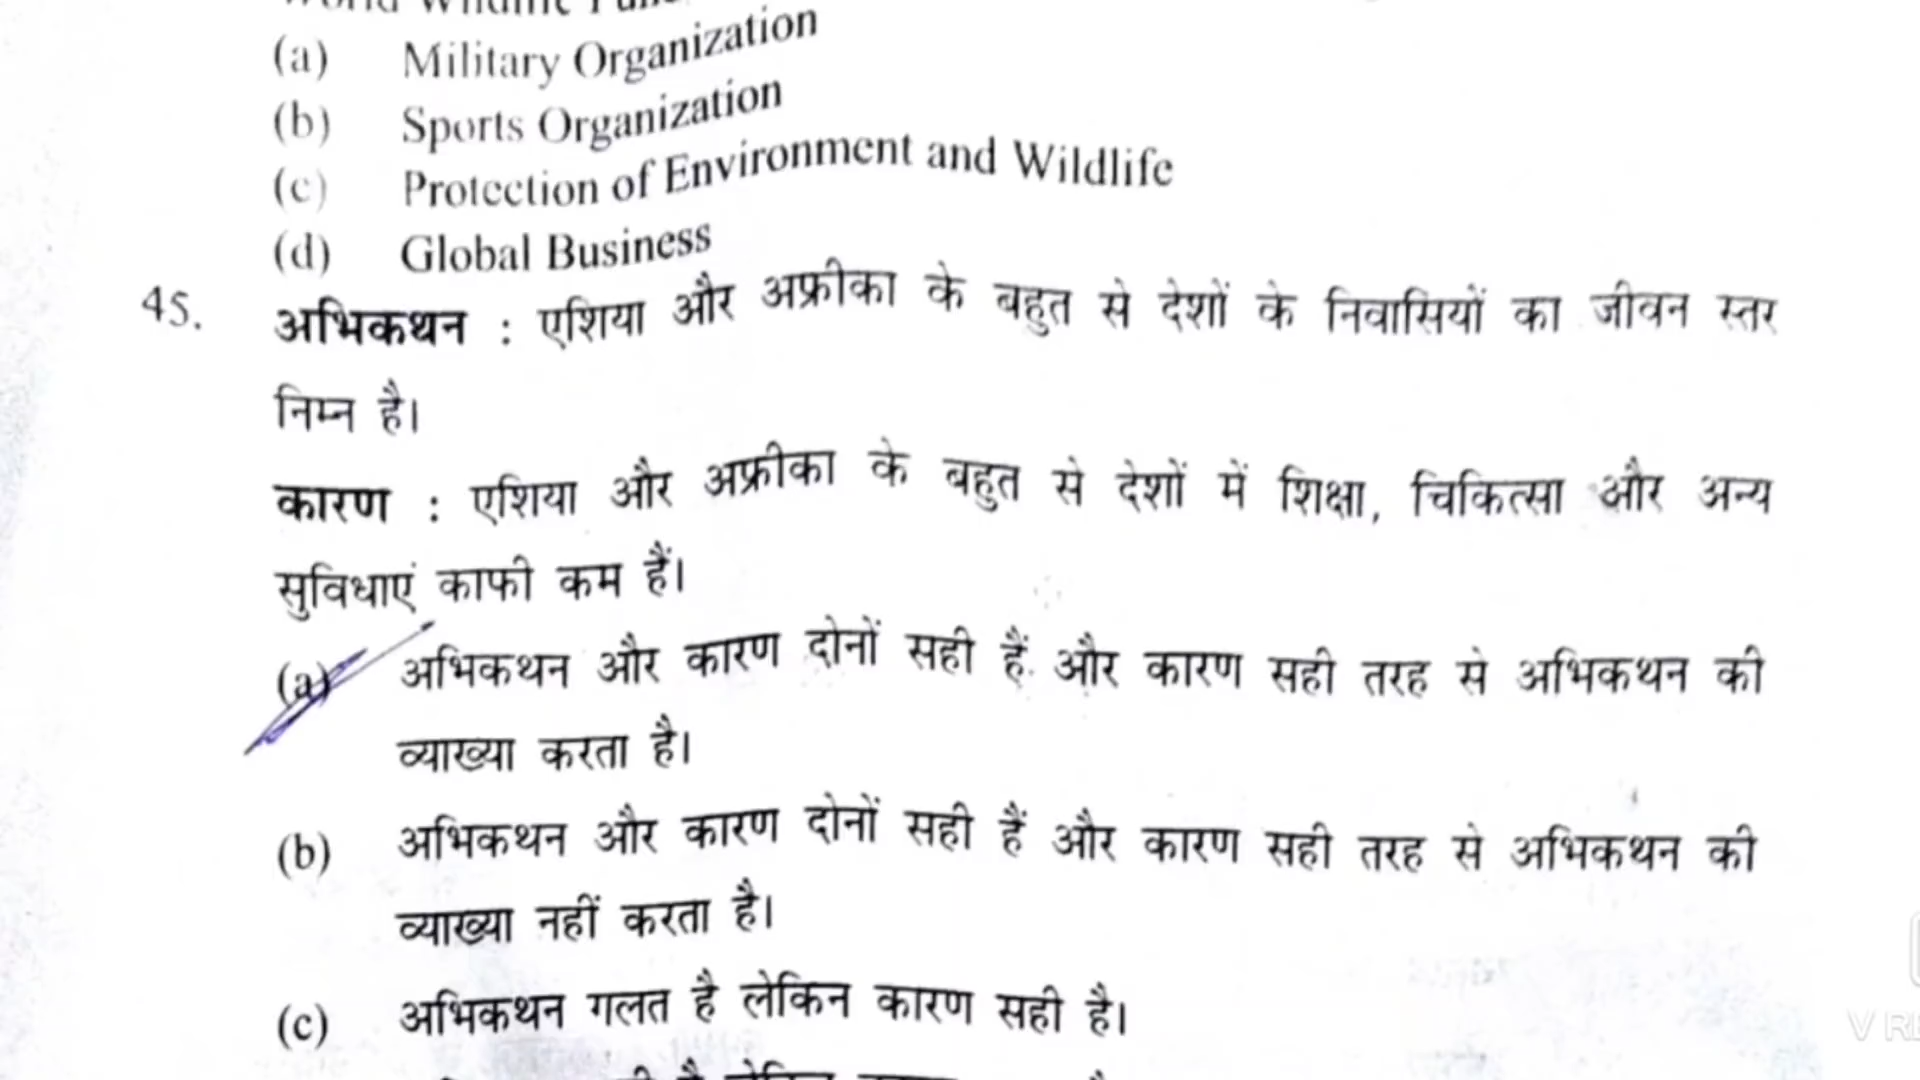 World Wildlife Fund
(a) Military Organization
(b) Sports Organization
(c) Protection of Environment and Wildlife
(d) Global Business
45. अभिकथन : एशिया और अफ्रीका के बहुत से देशों के निवासियों का जीवन स्तर
निम्न है।
कारण : एशिया और अफ्रीका के बहुत से देशों में शिक्षा, चिकित्सा और अन्य
सुविधाएं काफी कम हैं।
(a) अभिकथन और कारण दोनों सही हैं और कारण सही तरह से अभिकथन की
व्याख्या करता है।
(b) अभिकथन और कारण दोनों सही हैं और कारण सही तरह से अभिकथन की
व्याख्या नहीं करता है।
(c) अभिकथन गलत है लेकिन कारण सही है।